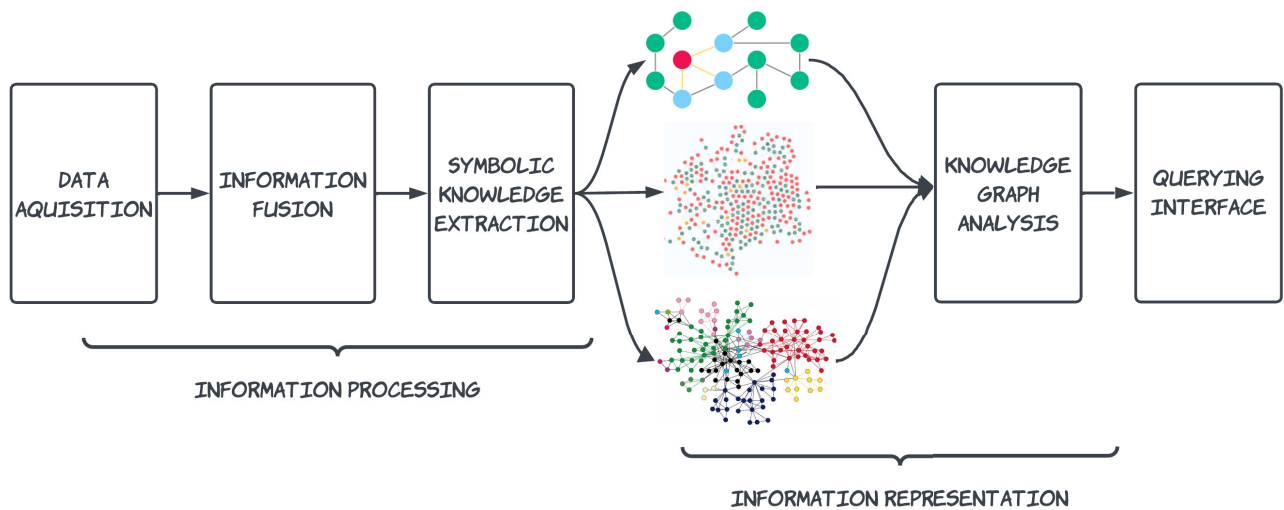 DATA
AQUISITION
INFORMATION
FUSION
SYMBOLIC
KNOWLEDGE
EXTRACTION
KNOWLEDGE
GRAPH
ANALYSIS
QUERYING
INTERFACE
INFORMATION PROCESSING
INFORMATION REPRESENTATION